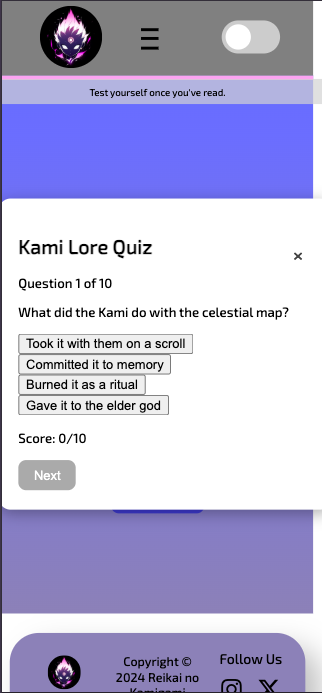 Test yourself once you've read.
Kami Lore Quiz
×
Question 1 of 10
What did the Kami do with the celestial map?
Took it with them on a scroll
Committed it to memory
Burned it as a ritual
Gave it to the elder god
Score: 0/10
Next
Copyright ©
2024 Reikai no
Kamigami
Follow Us